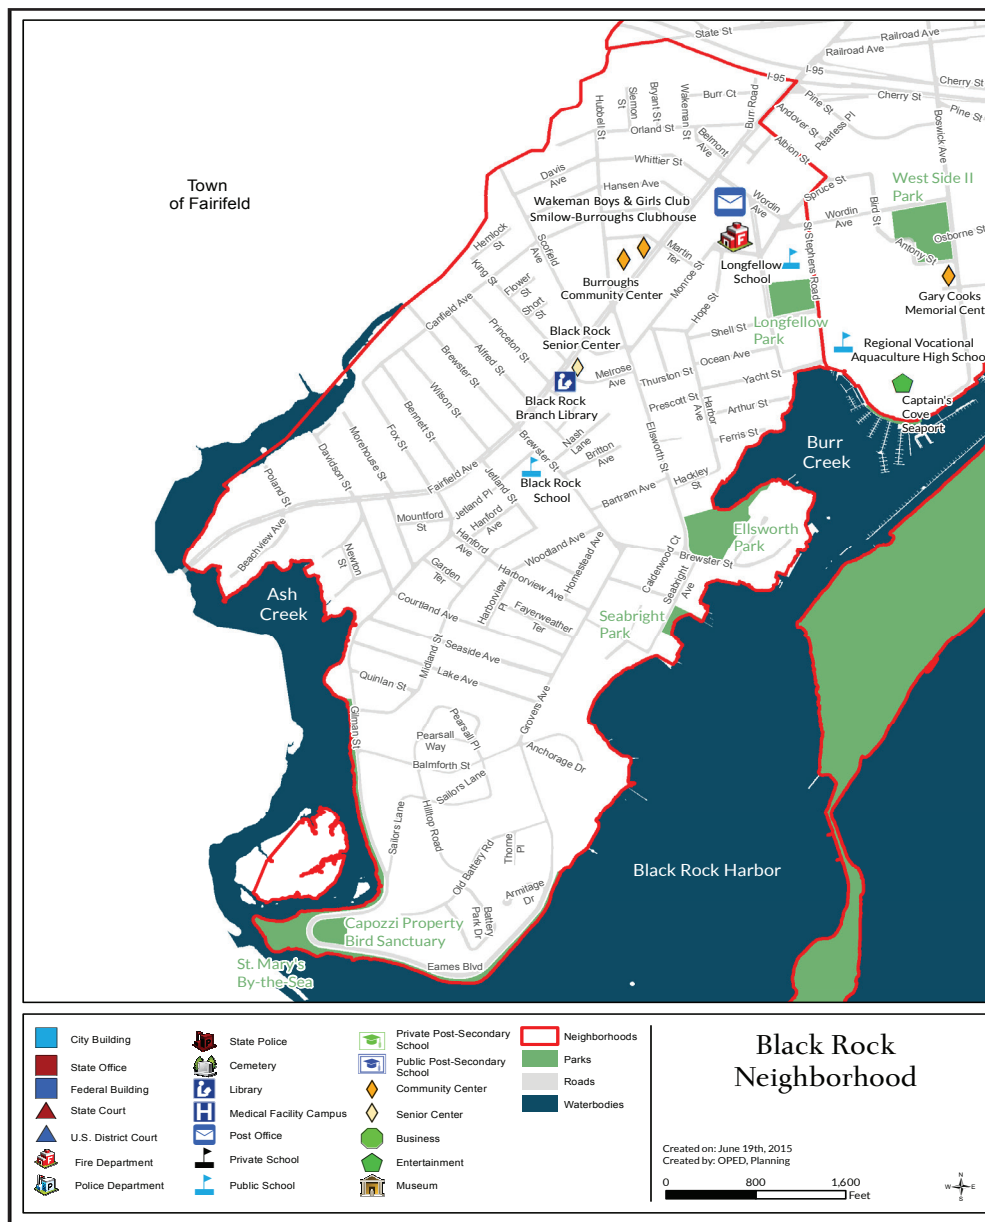 State St
Railroad Ave
Railroad Ave
I-95
I-95
Cherry St
Cherry St
Pine St
Pine St
Andover St
Pearless Pl
Albion St
Boswick Ave
Burr Road
Burr Ct
Wakeman St
Bryant St
Siemon
St
Hubbell St
Orland St
Belmont
Ave
Whittier St
Davis
Ave
Hansen Ave
Town
of Fairifeld
Wakeman Boys & Girls Club
Smilow-Burroughs Clubhouse
Wordin
Ave
Spruce St
Wordin
Ave
Bird St
West Side II
Park
Osborne St
Antony St
Hemlock
St
Scofield
Ave
Martin
Ter
Monroe St
Longfellow
School
St Stephens Road
King St
Flower
St
Short
St
Burroughs
Community Center
Hope St
Gary Cooks
Memorial Cent
Canfield Ave
Princeton St
Black Rock
Senior Center
Shell St
Longfellow
Park
Regional Vocational
Aquaculture High School
Alfred St
Brewster St
Melrose
Ave
Ocean Ave
Thurston St
Yacht St
Wilson St
Black Rock
Branch Library
Prescott St
Harbor
Ave
Arthur St
Captain's
Cove
Seaport
Bennett St
Fox St
Morehouse St
Davidson St
Nash
Lane
Brewster St
Britton
Ave
Ellsworth St
Ferris St
Burr
Creek
Poland St
Fairfield Ave
Jetland St
Black Rock
School
Hackley
St
Bartram Ave
Jetland Pl
Hanford
Ave
Mountford
St
Hanford
Ave
Beachview Ave
Newton
St
Woodland Ave
Homestead Ave
Ellsworth
Park
Calderwood Ct
Brewster St
Seabright
Ave
Garden
Ter
Harborview Ave
Harborview
Pl
Ash
Creek
Courtland Ave
Fayerweather
Ter
Seabright
Park
Seaside Ave
Midland St
Lake Ave
Quinlan St
Gilman St
Grovers Ave
Pearsall Pl
Pearsall
Way
Anchorage Dr
Balmforth St
Sailors Lane
Sailors Lane
Hilltop Road
Thorne
Pl
Old Battery Rd
Armitage
Dr
Black Rock Harbor
Battery
Park Dr
Capozzi Property
Bird Sanctuary
St. Mary's
By-the-Sea
Eames Blvd
City Building
State Office
Federal Building
State Court
U.S. District Court
Fire Department
Police Department
State Police
Cemetery
Library
Medical Facility Campus
Post Office
Private School
Public School
Private Post-Secondary
School
Public Post-Secondary
School
Community Center
Senior Center
Business
Entertainment
Museum
Neighborhoods
Parks
Roads
Waterbodies
Black Rock
Neighborhood
Created on: June 19th, 2015
Created by: OPED, Planning
0 800 1,600
Feet
N
W E
S